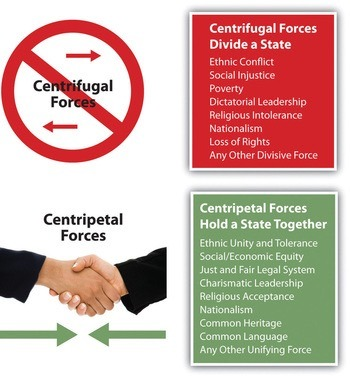 Centrifugal
Forces
Centrifugal Forces
Divide a State
Ethnic Conflict
Social Injustice
Poverty
Dictatorial Leadership
Religious Intolerance
Nationalism
Loss of Rights
Any Other Divisive Force
Centripetal
Forces
Centripetal Forces
Hold a State Together
Ethnic Unity and Tolerance
Social/Economic Equity
Just and Fair Legal System
Charismatic Leadership
Religious Acceptance
Nationalism
Common Heritage
Common Language
Any Other Unifying Force